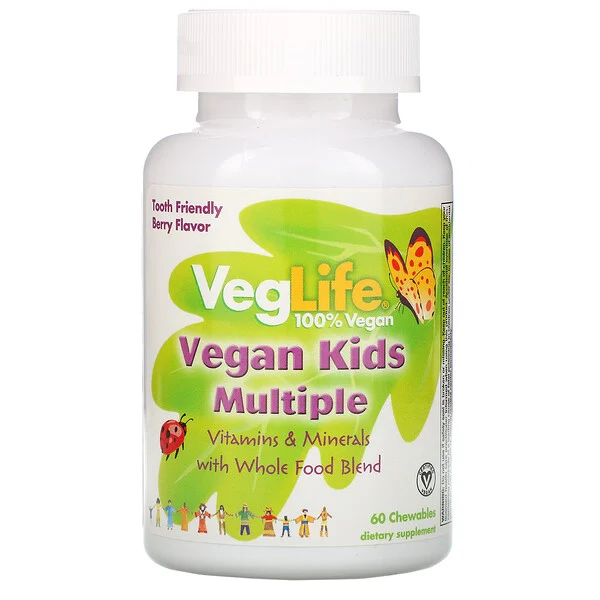 Tooth Friendly
Berry Flavor
VegLife®
100% Vegan
Vegan Kids
Multiple
Vitamins & Minerals
with Whole Food Blend
60 Chewables
dietary supplement